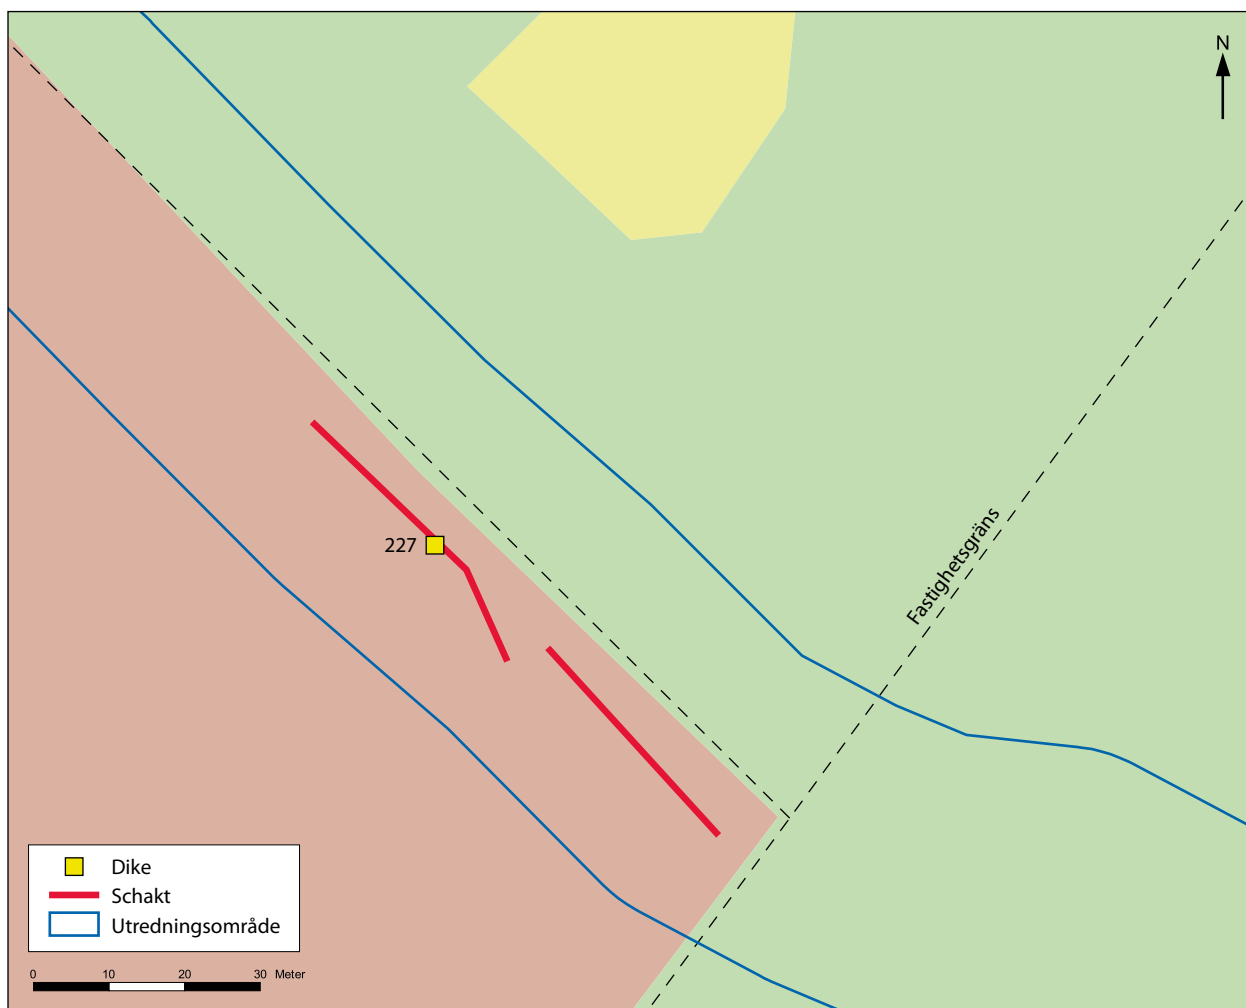 N
Fastighetsgräns
227
Dike
Schakt
Utredningsområde
0 10 20 30 Meter